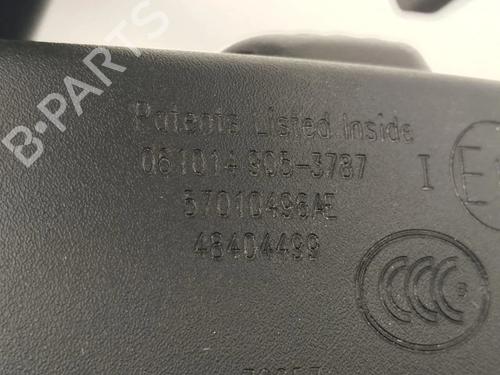 B-PARTS
Patents Listed Inside
061014 905-3787
I E
57010496AE
48404499
CCC